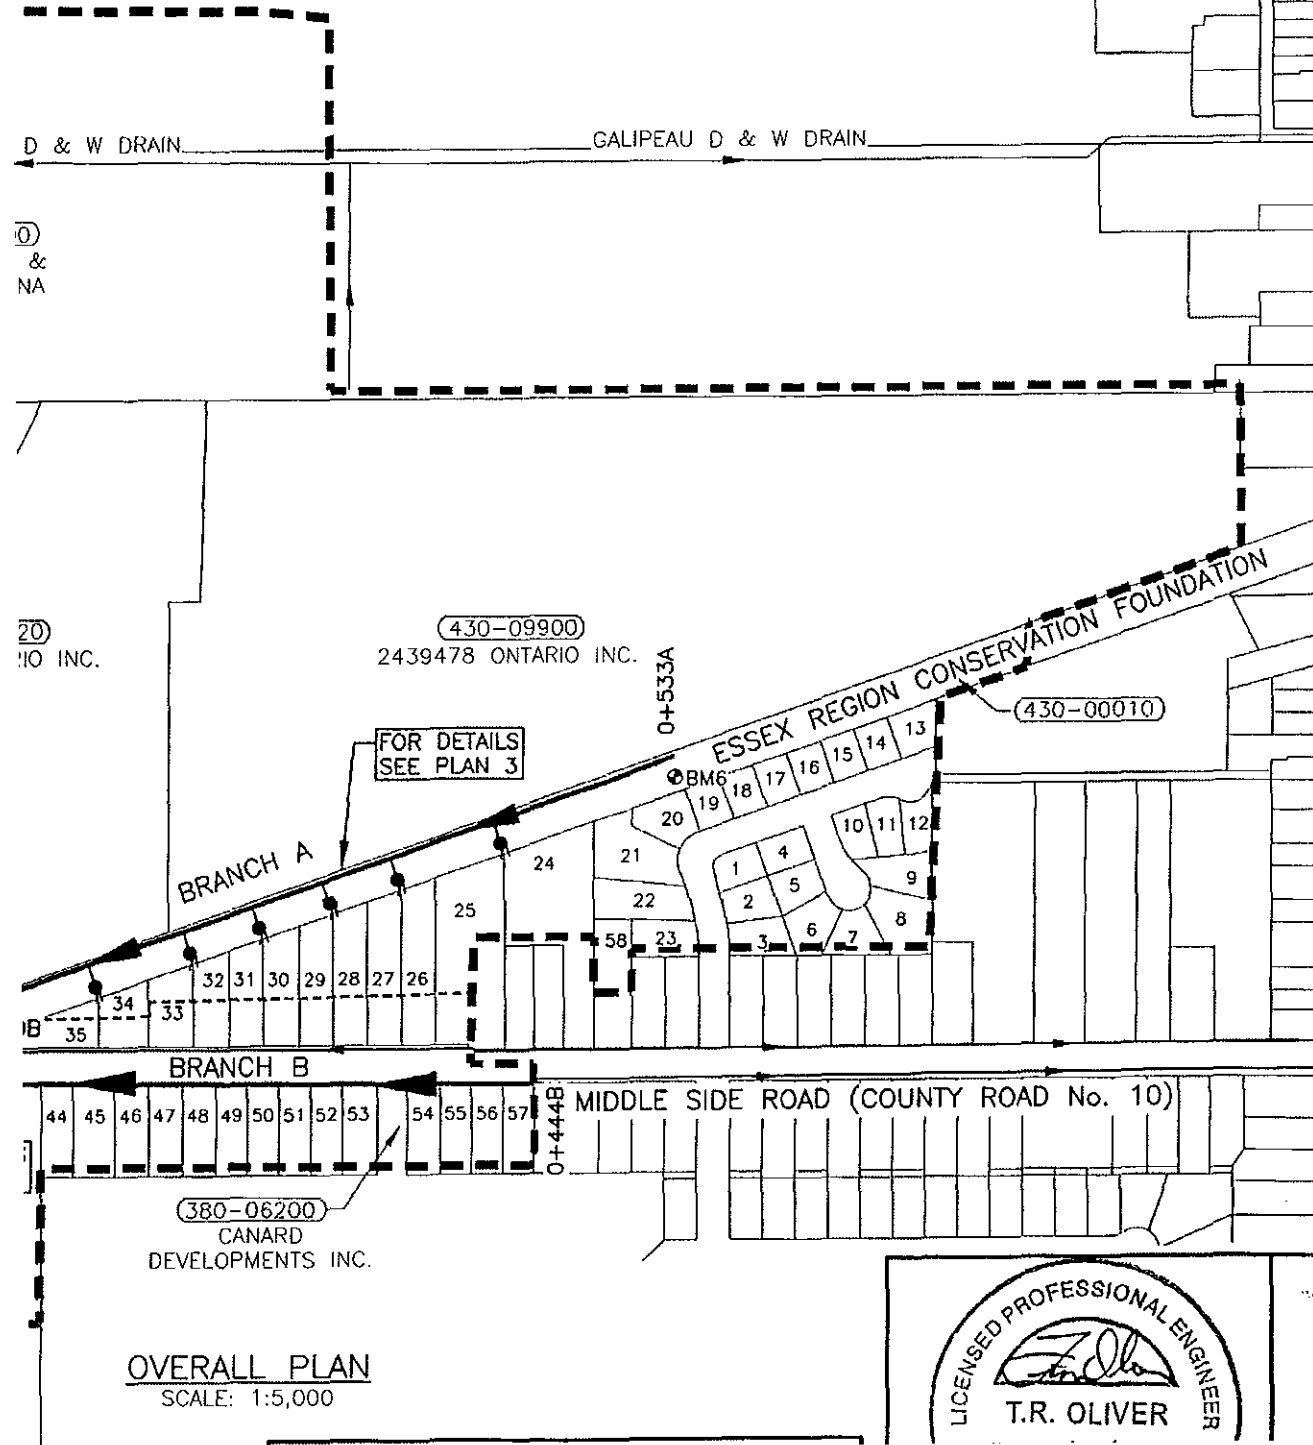 D & W DRAIN
GALIPEAU D & W DRAIN
0)
&
NA
20)
IO INC.
430-09900
2439478 ONTARIO INC.
0+533A
ESSEX REGION CONSERVATION FOUNDATION
430-00010
FOR DETAILS
SEE PLAN 3
BM6
13
14
15
16
17
18
19
20
21
22
23
58
24
25
1
4
2
5
3
6
7
8
9
10
11
12
BRANCH A
26
27
28
29
30
31
32
33
34
35
0B
BRANCH B
44
45
46
47
48
49
50
51
52
53
54
55
56
57
0+444B
MIDDLE SIDE ROAD (COUNTY ROAD No. 10)
380-06200
CANARD
DEVELOPMENTS INC.
OVERALL PLAN
SCALE: 1:5,000
LICENSED PROFESSIONAL ENGINEER
T.R. OLIVER